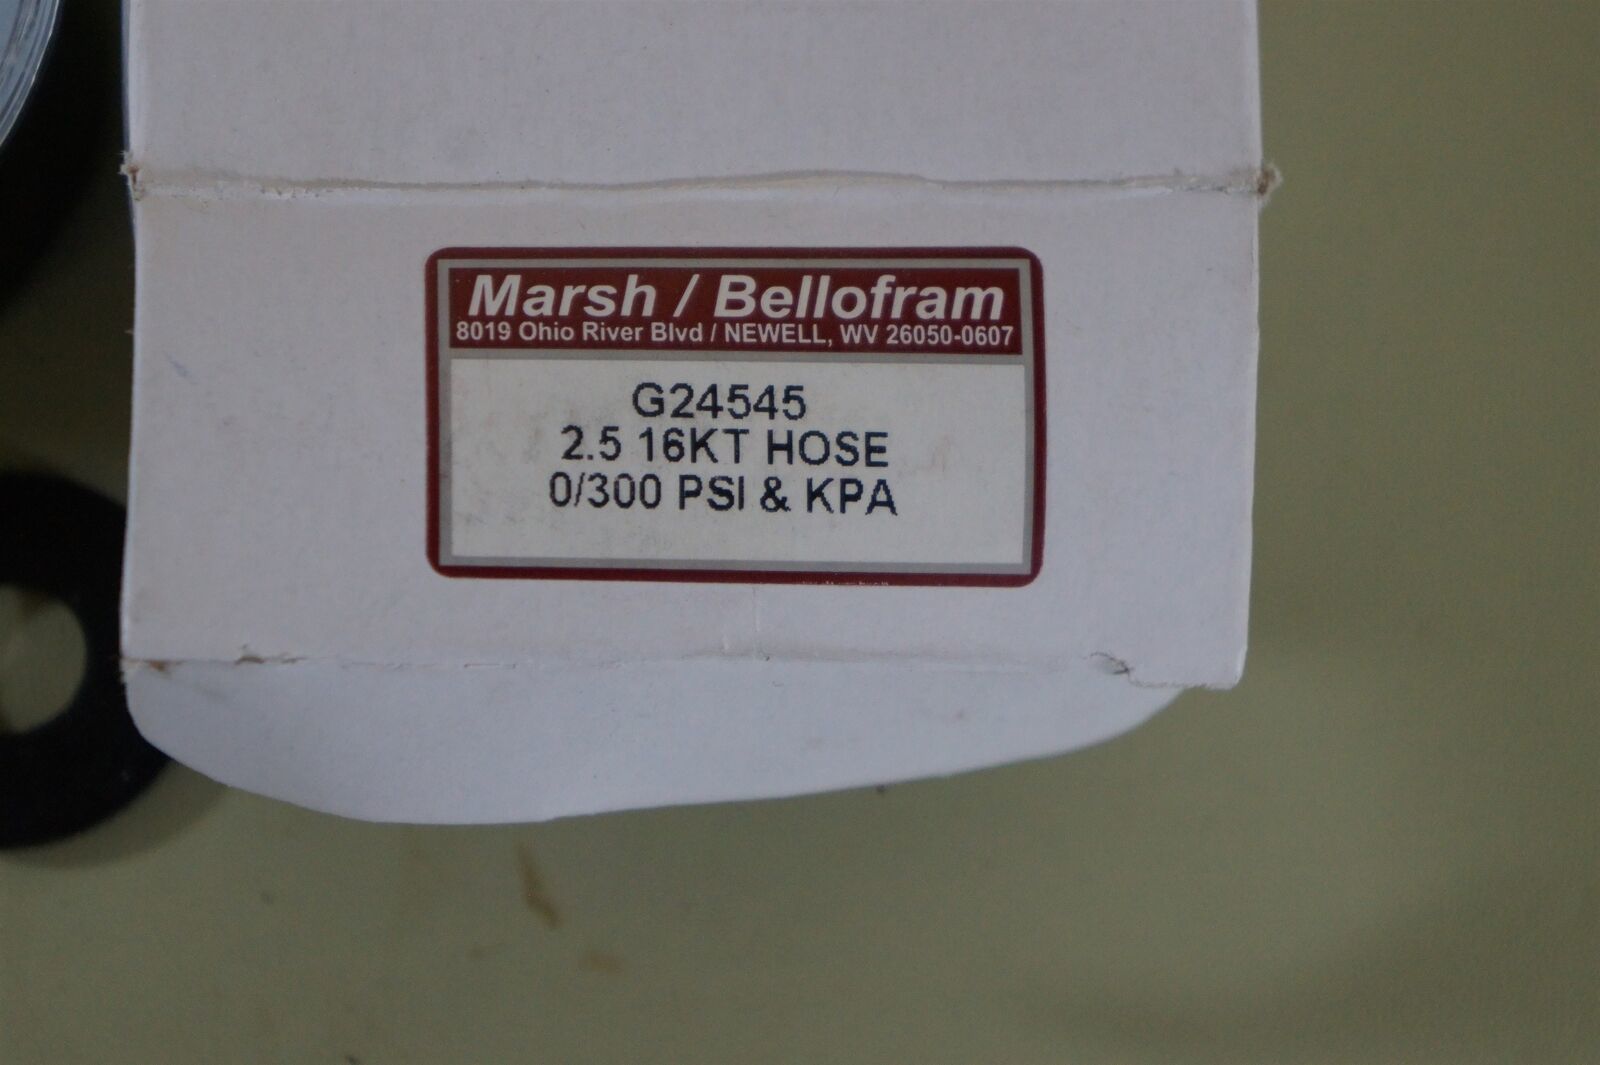 Marsh / Bellofram
8019 Ohio River Blvd / NEWELL, WV 26050-0607
G24545
2.5 16KT HOSE
0/300 PSI & KPA